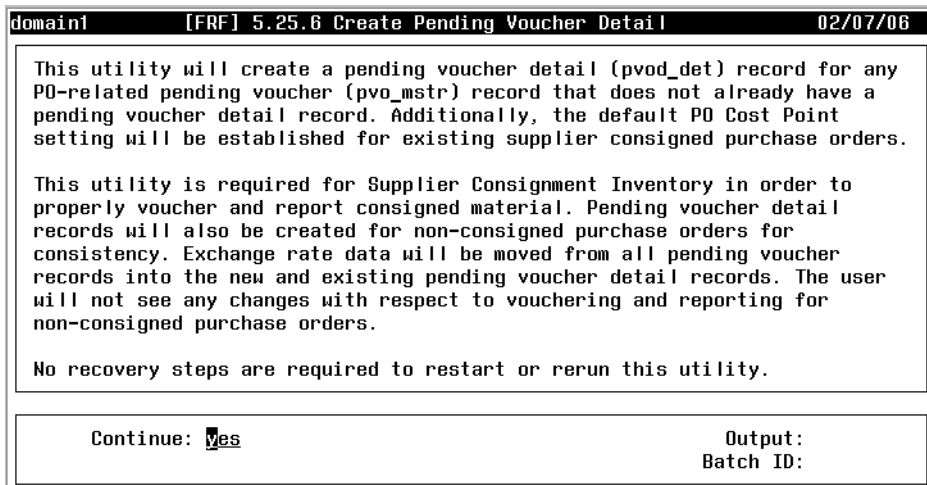 domain1 [FRF] 5.25.6 Create Pending Voucher Detail 02/07/06
This utility will create a pending voucher detail (pvod_det) record for any
PO-related pending voucher (pvo_mstr) record that does not already have a
pending voucher detail record. Additionally, the default PO Cost Point
setting will be established for existing supplier consigned purchase orders.
This utility is required for Supplier Consignment Inventory in order to
properly voucher and report consigned material. Pending voucher detail
records will also be created for non-consigned purchase orders for
consistency. Exchange rate data will be moved from all pending voucher
records into the new and existing pending voucher detail records. The user
will not see any changes with respect to vouchering and reporting for
non-consigned purchase orders.
No recovery steps are required to restart or rerun this utility.
Continue: yes Output:
Batch ID: